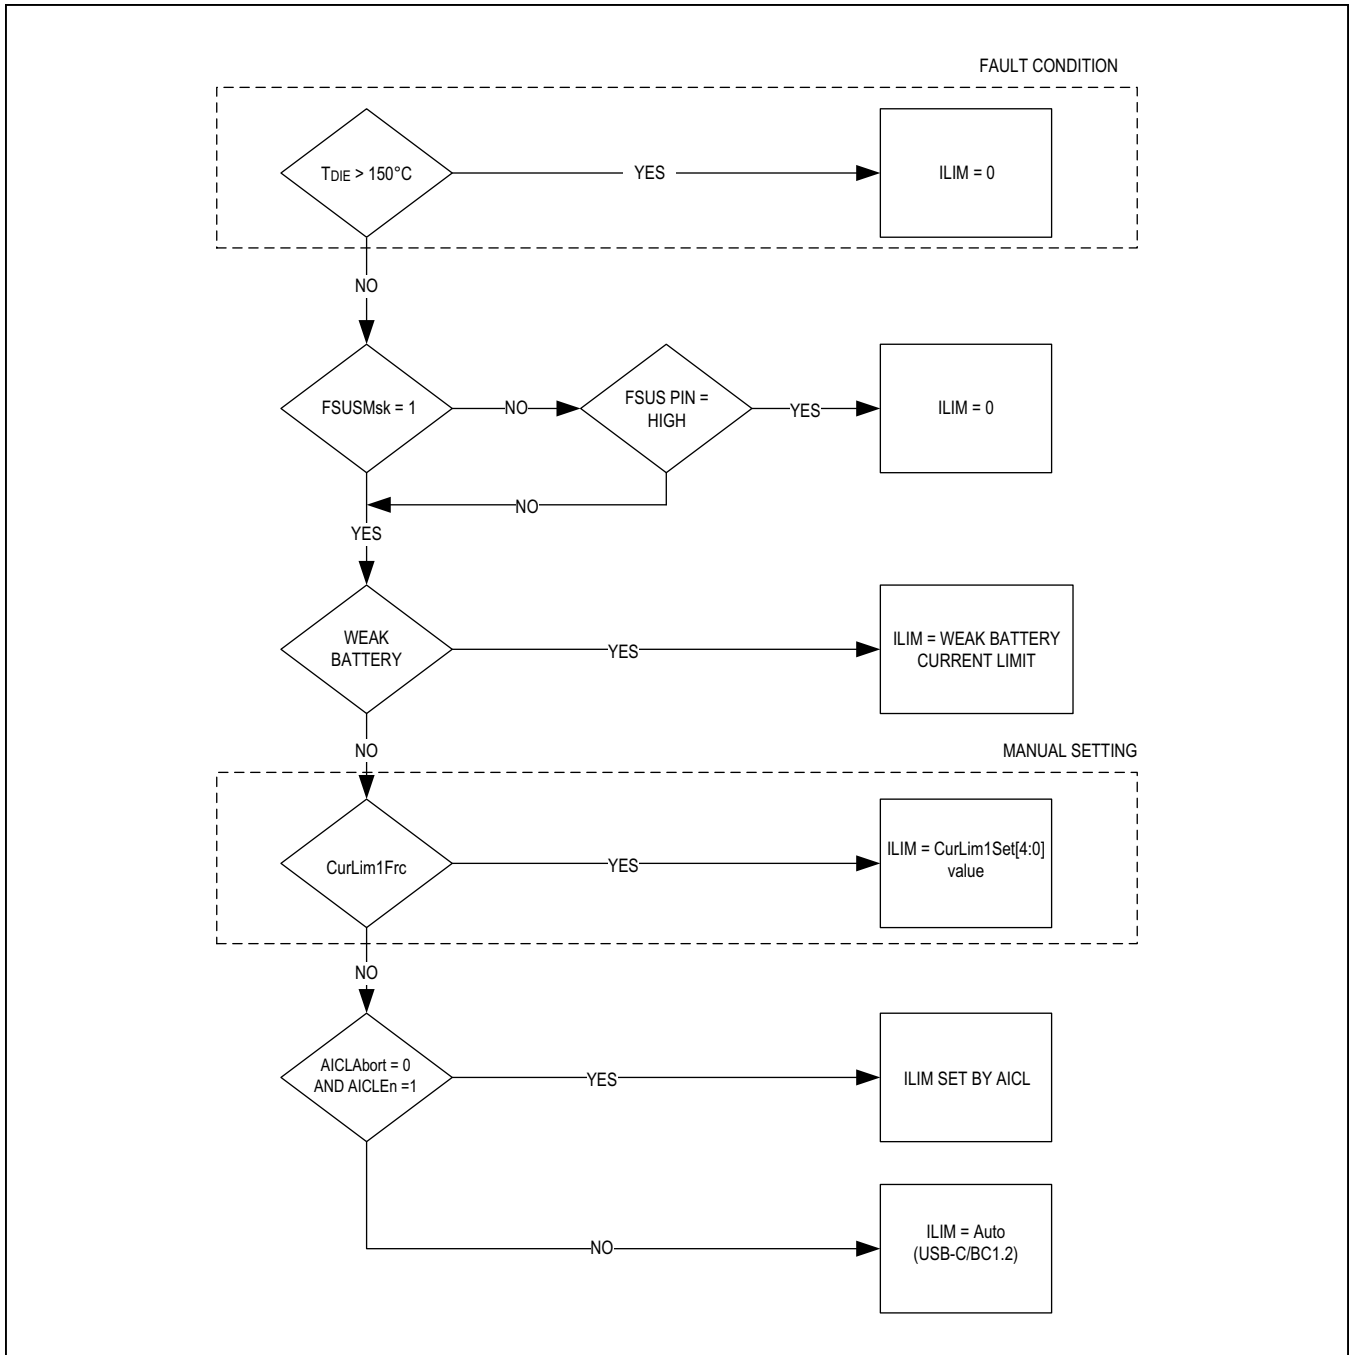 FAULT CONDITION
TDIE > 150°C
YES
ILIM = 0
NO
FSUSMsk = 1
NO
FSUS PIN =
HIGH
YES
ILIM = 0
NO
YES
WEAK
BATTERY
YES
ILIM = WEAK BATTERY
CURRENT LIMIT
NO
MANUAL SETTING
CurLim1Frc
YES
ILIM = CurLim1Set[4:0]
value
NO
AICLAbort = 0
AND AICLEn =1
YES
ILIM SET BY AICL
NO
ILIM = Auto
(USB-C/BC1.2)